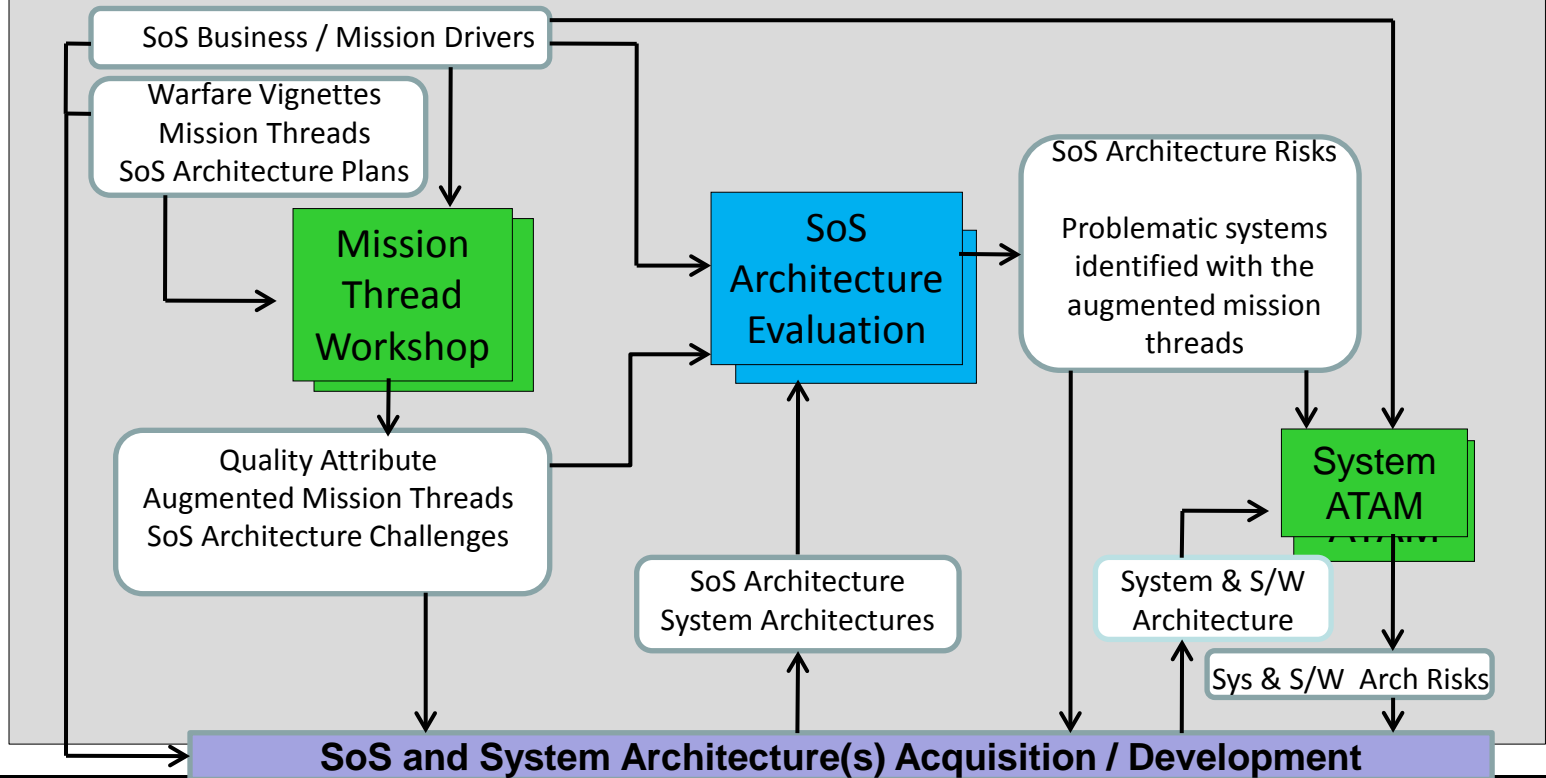 SoS Business / Mission Drivers
Warfare Vignettes
Mission Threads
SoS Architecture Plans
Mission
Thread
Workshop
Quality Attribute
Augmented Mission Threads
SoS Architecture Challenges
SoS
Architecture
Evaluation
SoS Architecture
System Architectures
SoS Architecture Risks
Problematic systems
identified with the
augmented mission
threads
System
ATAM
ATAM
System & S/W
Architecture
Sys & S/W Arch Risks
SoS and System Architecture(s) Acquisition / Development